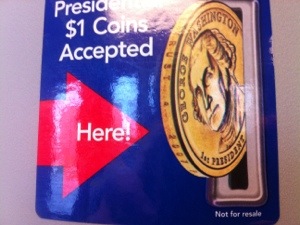 $1 Coins
Accepted
Here!
GEORGE WASHINGTON
1st PRESIDENT
Not for resale